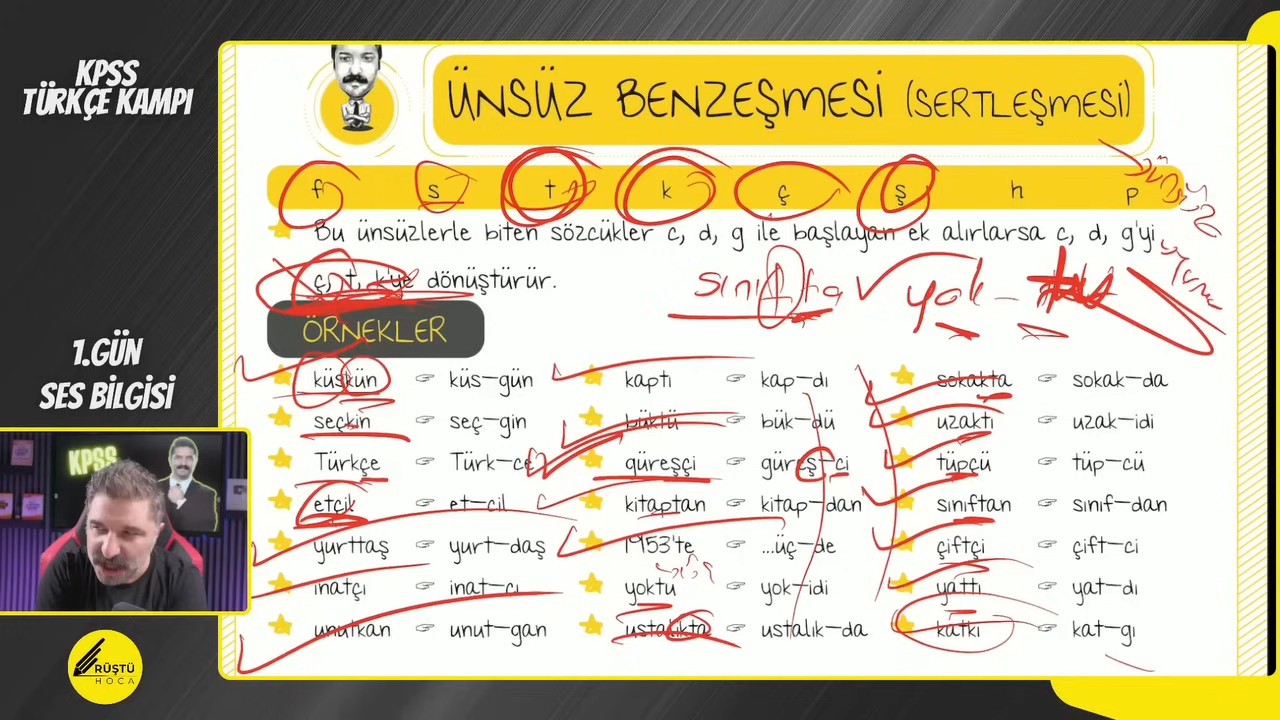 KPSS
TÜRKÇE KAMPI
1.GÜN
SES BİLGİSİ
KPSS
RÜŞTÜ
HOCA
ÜNSÜZ BENZEŞMESİ (SERTLEŞMESİ)
f s t k ç ş h p
Bu ünsüzlerle biten sözcükler c, d, g ile başlayan ek alırlarsa c, d, g'yi
ç, t, k'ye dönüştürür.
sınıfta yok-
ÖRNEKLER
küskün küs-gün kaptı kap-dı sokakta sokak-da
seçkin seç-gin büktü bük-dü uzaktı uzak-idi
Türkçe Türk-ce güreşçi güreş-ci tüpçü tüp-cü
etçik et-cil kitaptan kitap-dan sınıftan sınıf-dan
yurttaş yurt-daş 1953'te ...üç-de çiftçi çift-ci
inatçı inat-cı yoktu yok-idi yattı yat-dı
unutkan unut-gan ustalıkta ustalık-da katkı kat-gı